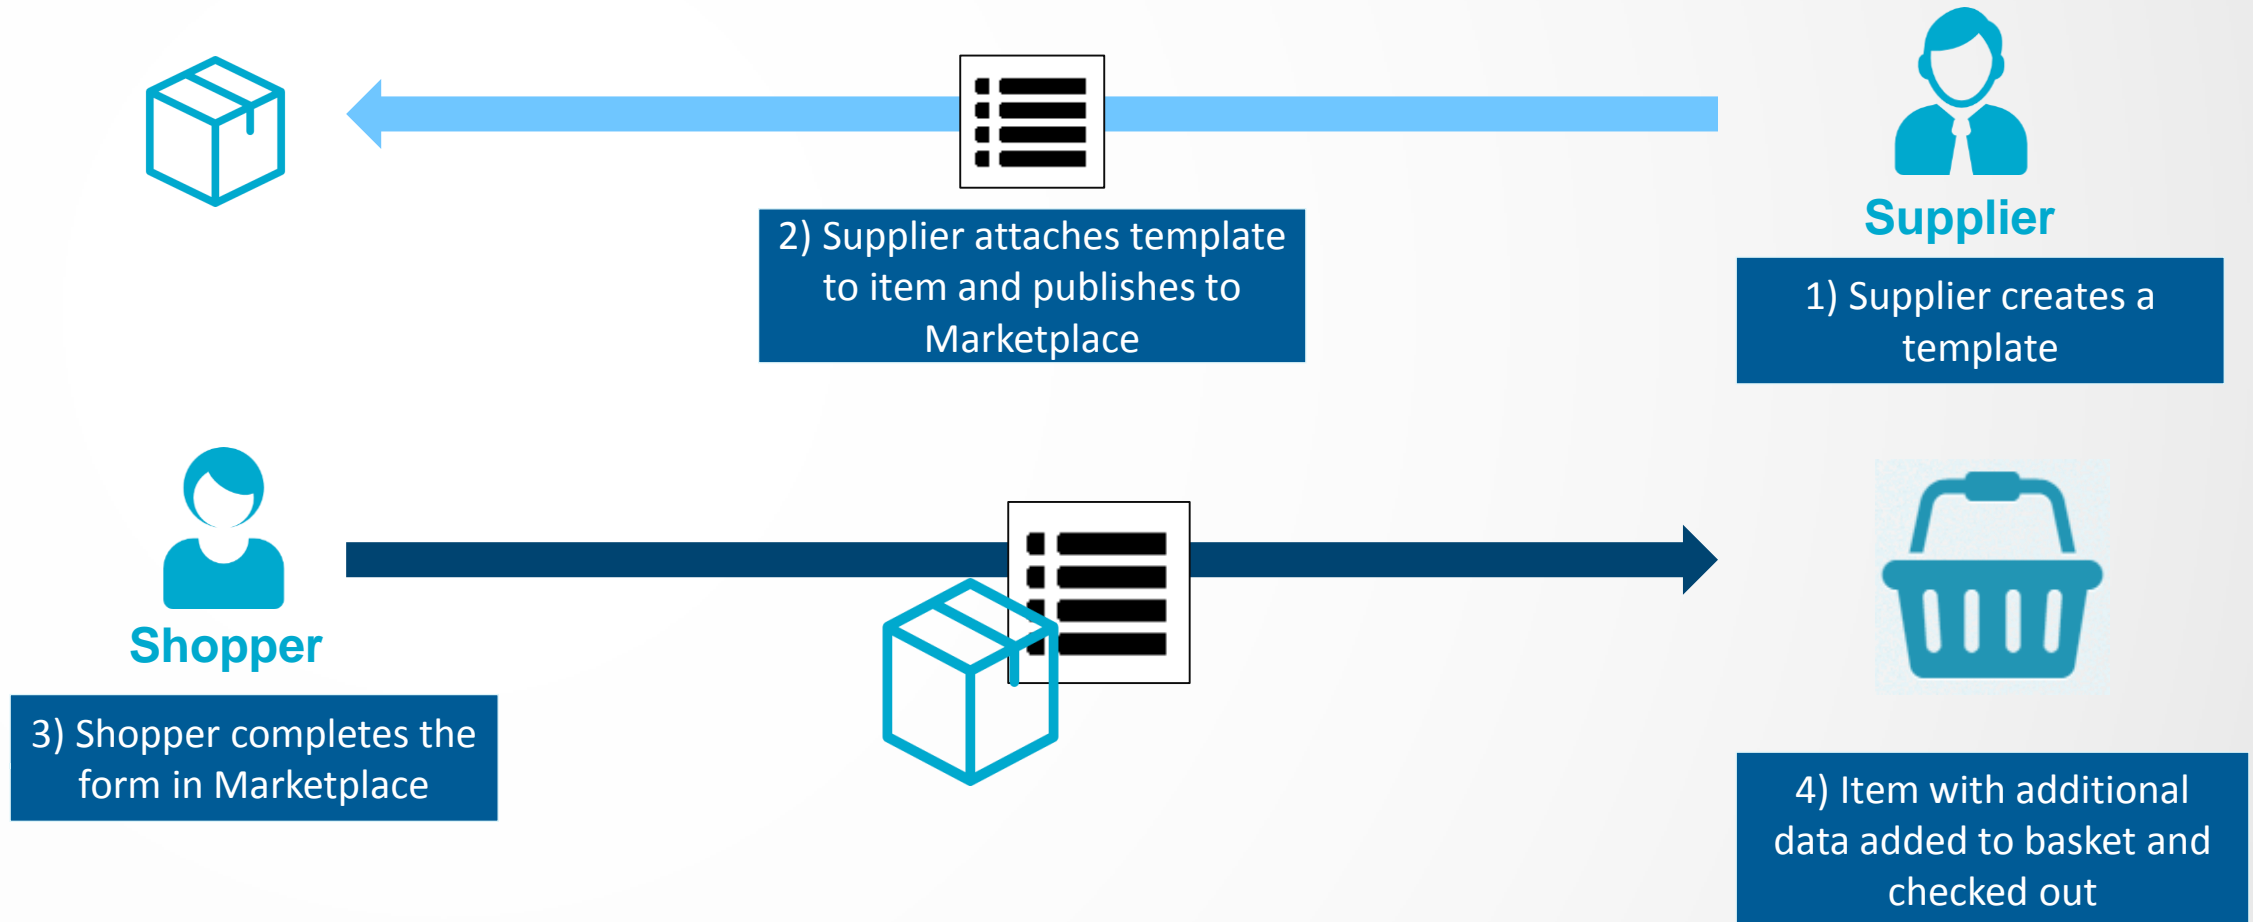 Supplier
1) Supplier creates a
template
2) Supplier attaches template
to item and publishes to
Marketplace
Shopper
3) Shopper completes the
form in Marketplace
4) Item with additional
data added to basket and
checked out